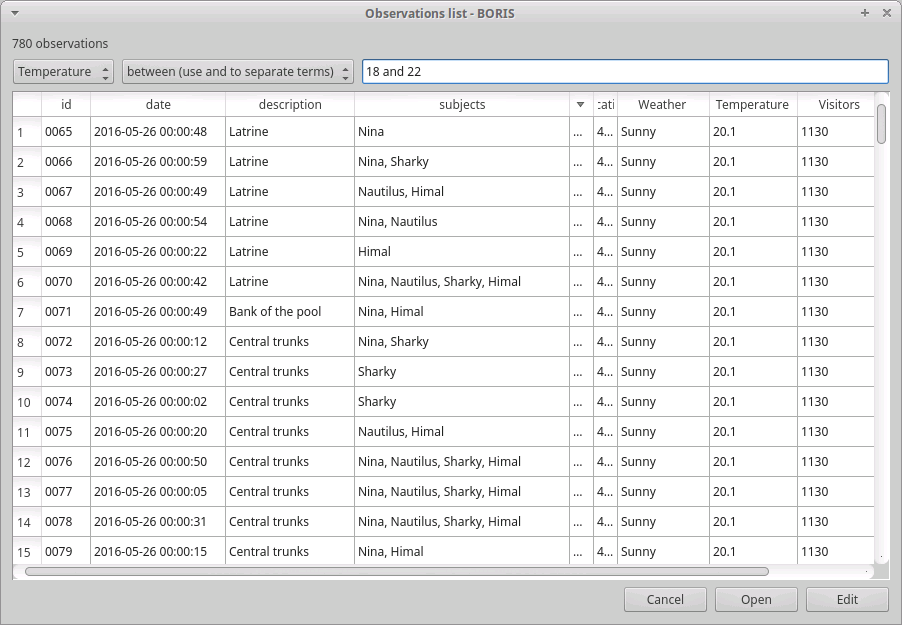 Observations list - BORIS
780 observations
Temperature between (use and to separate terms) 18 and 22
id date description subjects cati Weather Temperature Visitors
1 0065 2016-05-26 00:00:48 Latrine Nina ... 4... Sunny 20.1 1130
2 0066 2016-05-26 00:00:59 Latrine Nina, Sharky ... 4... Sunny 20.1 1130
3 0067 2016-05-26 00:00:49 Latrine Nautilus, Himal ... 4... Sunny 20.1 1130
4 0068 2016-05-26 00:00:54 Latrine Nina, Nautilus ... 4... Sunny 20.1 1130
5 0069 2016-05-26 00:00:22 Latrine Himal ... 4... Sunny 20.1 1130
6 0070 2016-05-26 00:00:42 Latrine Nina, Nautilus, Sharky, Himal ... 4... Sunny 20.1 1130
7 0071 2016-05-26 00:00:49 Bank of the pool Nina, Himal ... 4... Sunny 20.1 1130
8 0072 2016-05-26 00:00:12 Central trunks Nina, Sharky ... 4... Sunny 20.1 1130
9 0073 2016-05-26 00:00:27 Central trunks Sharky ... 4... Sunny 20.1 1130
10 0074 2016-05-26 00:00:02 Central trunks Sharky ... 4... Sunny 20.1 1130
11 0075 2016-05-26 00:00:20 Central trunks Nautilus, Himal ... 4... Sunny 20.1 1130
12 0076 2016-05-26 00:00:50 Central trunks Nina, Nautilus, Sharky, Himal ... 4... Sunny 20.1 1130
13 0077 2016-05-26 00:00:05 Central trunks Nina, Nautilus, Sharky, Himal ... 4... Sunny 20.1 1130
14 0078 2016-05-26 00:00:31 Central trunks Nina, Nautilus, Sharky, Himal ... 4... Sunny 20.1 1130
15 0079 2016-05-26 00:00:15 Central trunks Nina, Himal ... 4... Sunny 20.1 1130
Cancel Open Edit